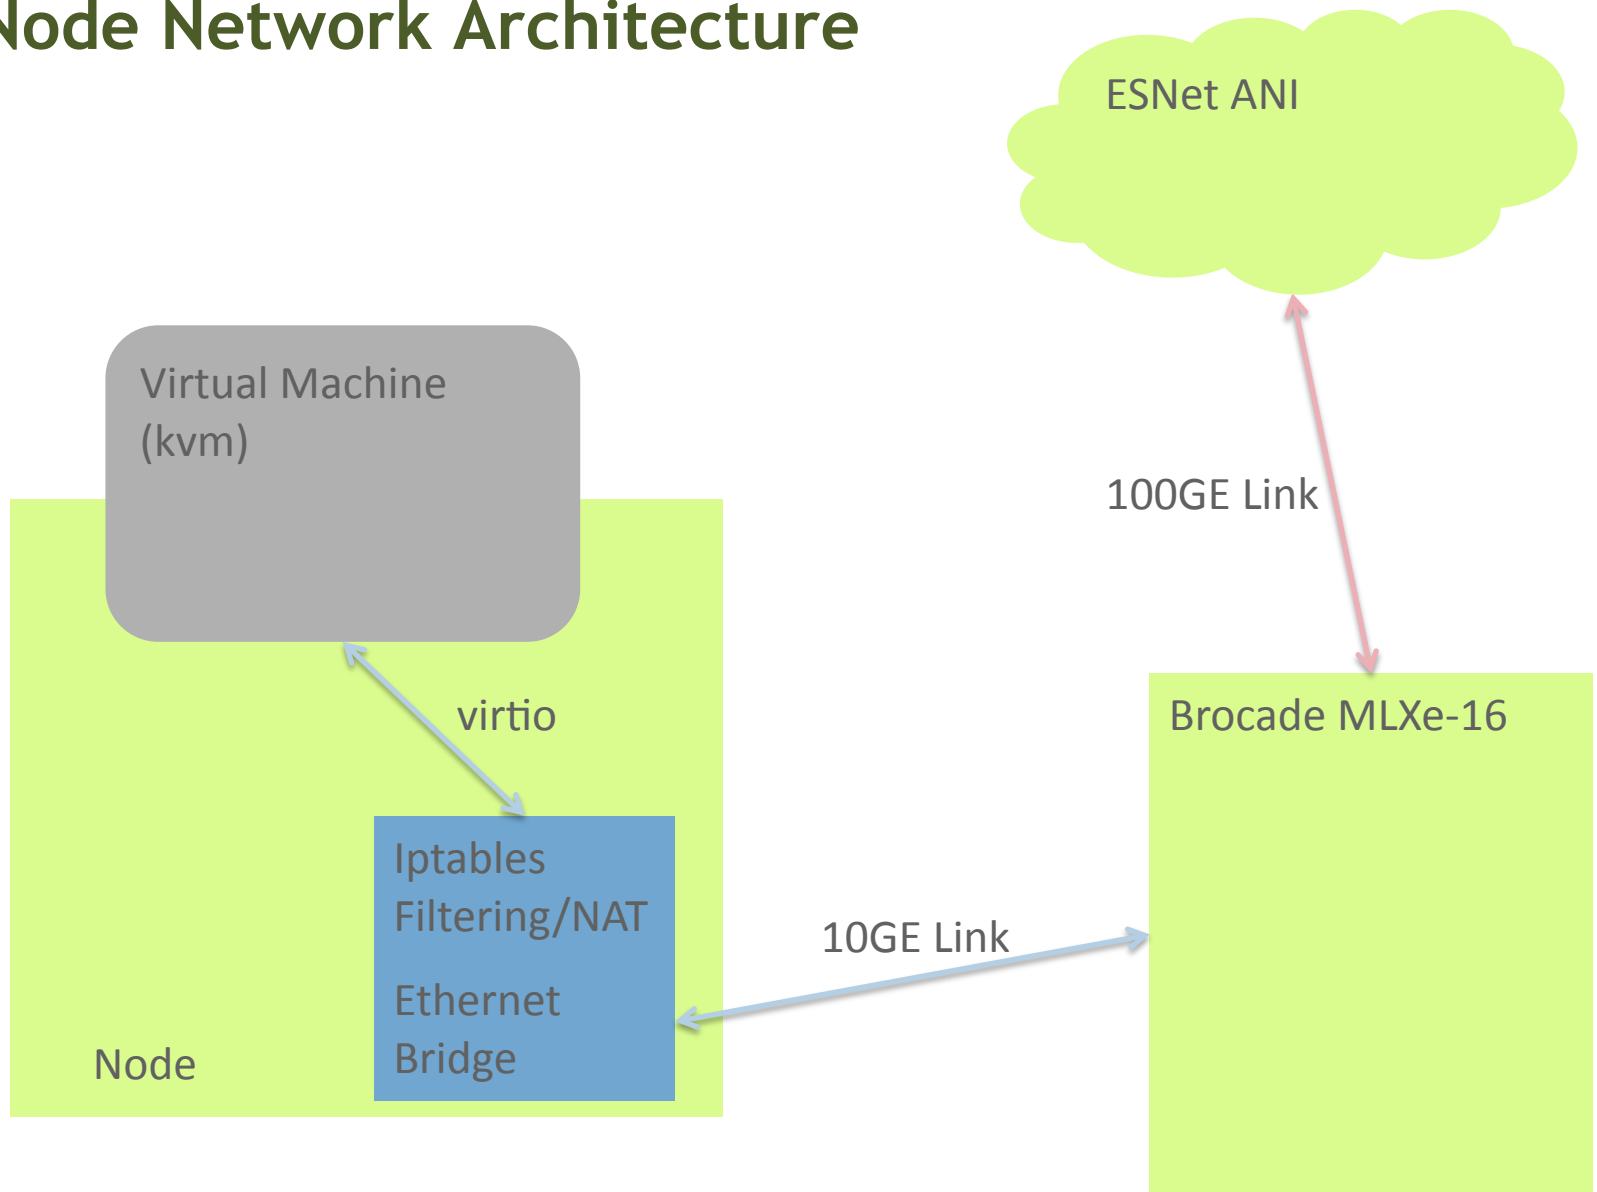 Node Network Architecture
ESNet ANI
Virtual Machine
(kvm)
100GE Link
virtio
Brocade MLXe-16
Iptables
Filtering/NAT
10GE Link
Ethernet
Bridge
Node